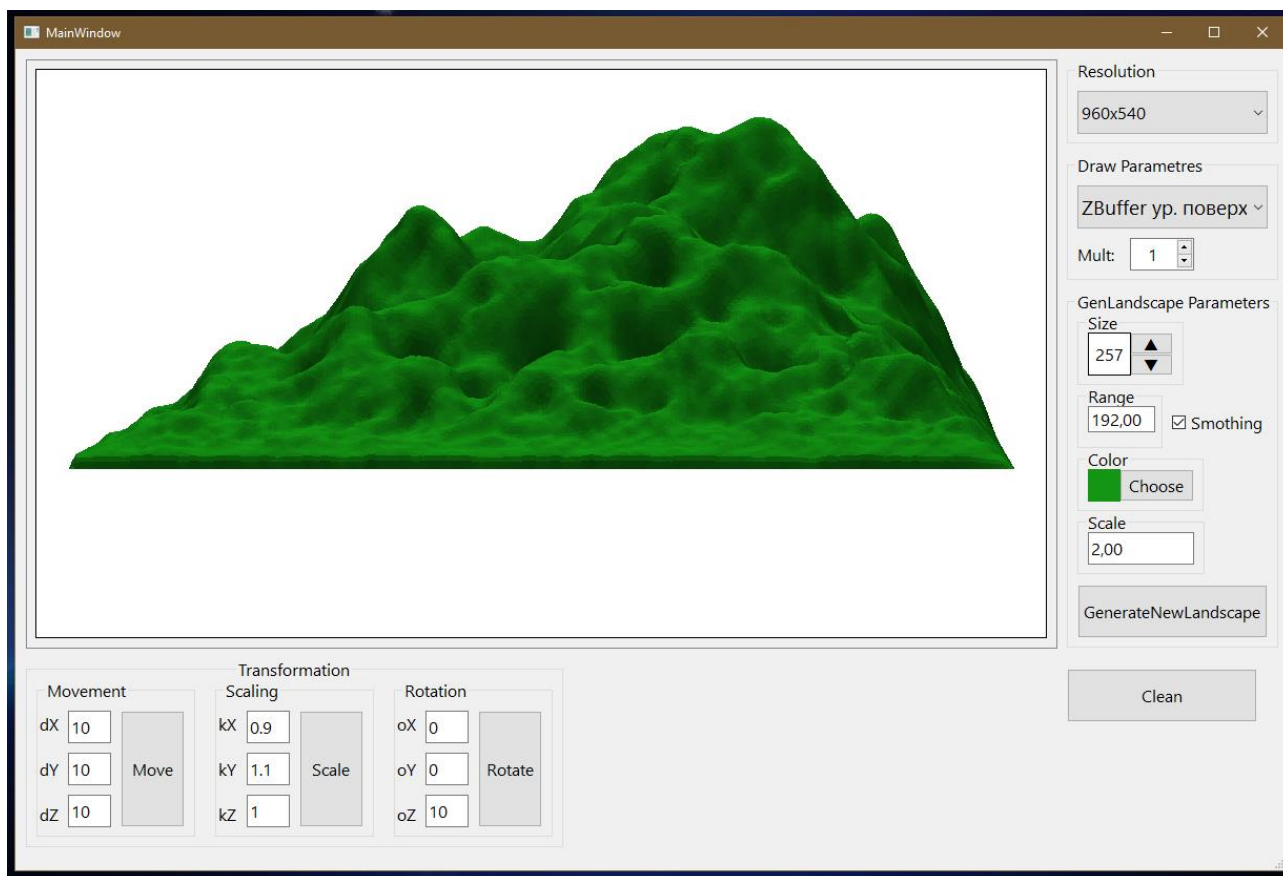 MainWindow
Resolution
960x540
Draw Parametres
ZBuffer ур. поверх
Mult: 1
GenLandscape Parameters
Size
257
Range
192,00 Smothing
Color
Choose
Scale
2,00
GenerateNewLandscape
Clean
Transformation
Movement
dX 10
dY 10
dZ 10
Move
Scaling
kX 0.9
kY 1.1
kZ 1
Scale
Rotation
oX 0
oY 0
oZ 10
Rotate